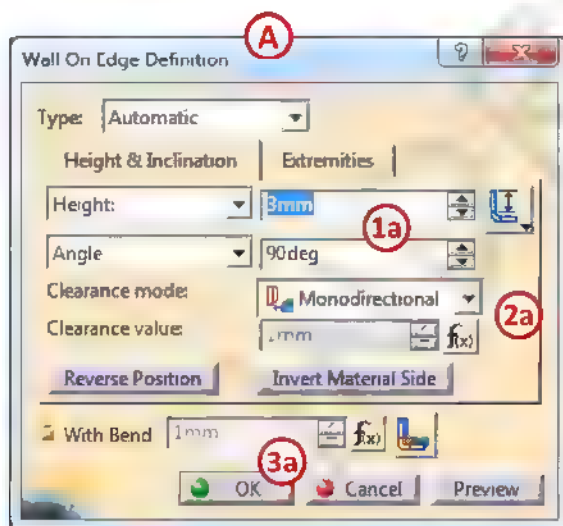 A
Wall On Edge Definition ? X
Type: Automatic
Height & Inclination Extremities
Height: 3mm
1a
Angle 90deg
Clearance mode: Monodirectional
2a
Clearance value: mm f(x)
Reverse Position Invert Material Side
With Bend 1mm f(x)
3a
OK Cancel Preview